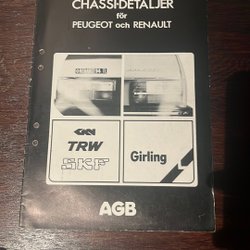 CHASSI-DETALJER
för
PEUGEOT och RENAULT
GKN
TRW
SKF
Girling
AGB